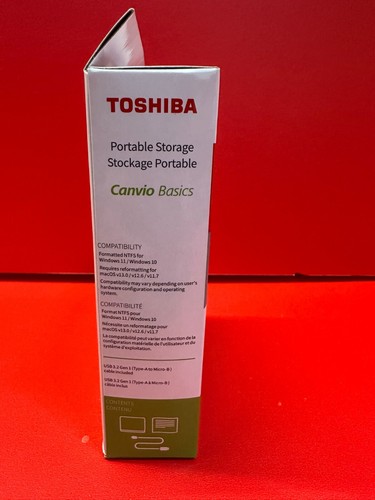 TOSHIBA
Portable Storage
Stockage Portable
Canvio Basics
COMPATIBILITY
Formatted NTFS for
Windows 11 / Windows 10
Requires reformatting for
macOS v13.0 / v12.6 / v11.7
Compatibility may vary depending on user's
hardware configuration and operating
system.
COMPATIBILITÉ
Format NTFS pour
Windows 11 / Windows 10
Nécessite un reformatage pour
macOS v13.0 / v12.6 / v11.7
La compatibilité peut varier en fonction de la
configuration matérielle de l'utilisateur et du
système d'exploitation.
USB 3.2 Gen 1 (Type-A to Micro-B)
cable included
USB 3.2 Gen 1 (Type-A à Micro-B)
câble inclus
CONTENTS
CONTENU